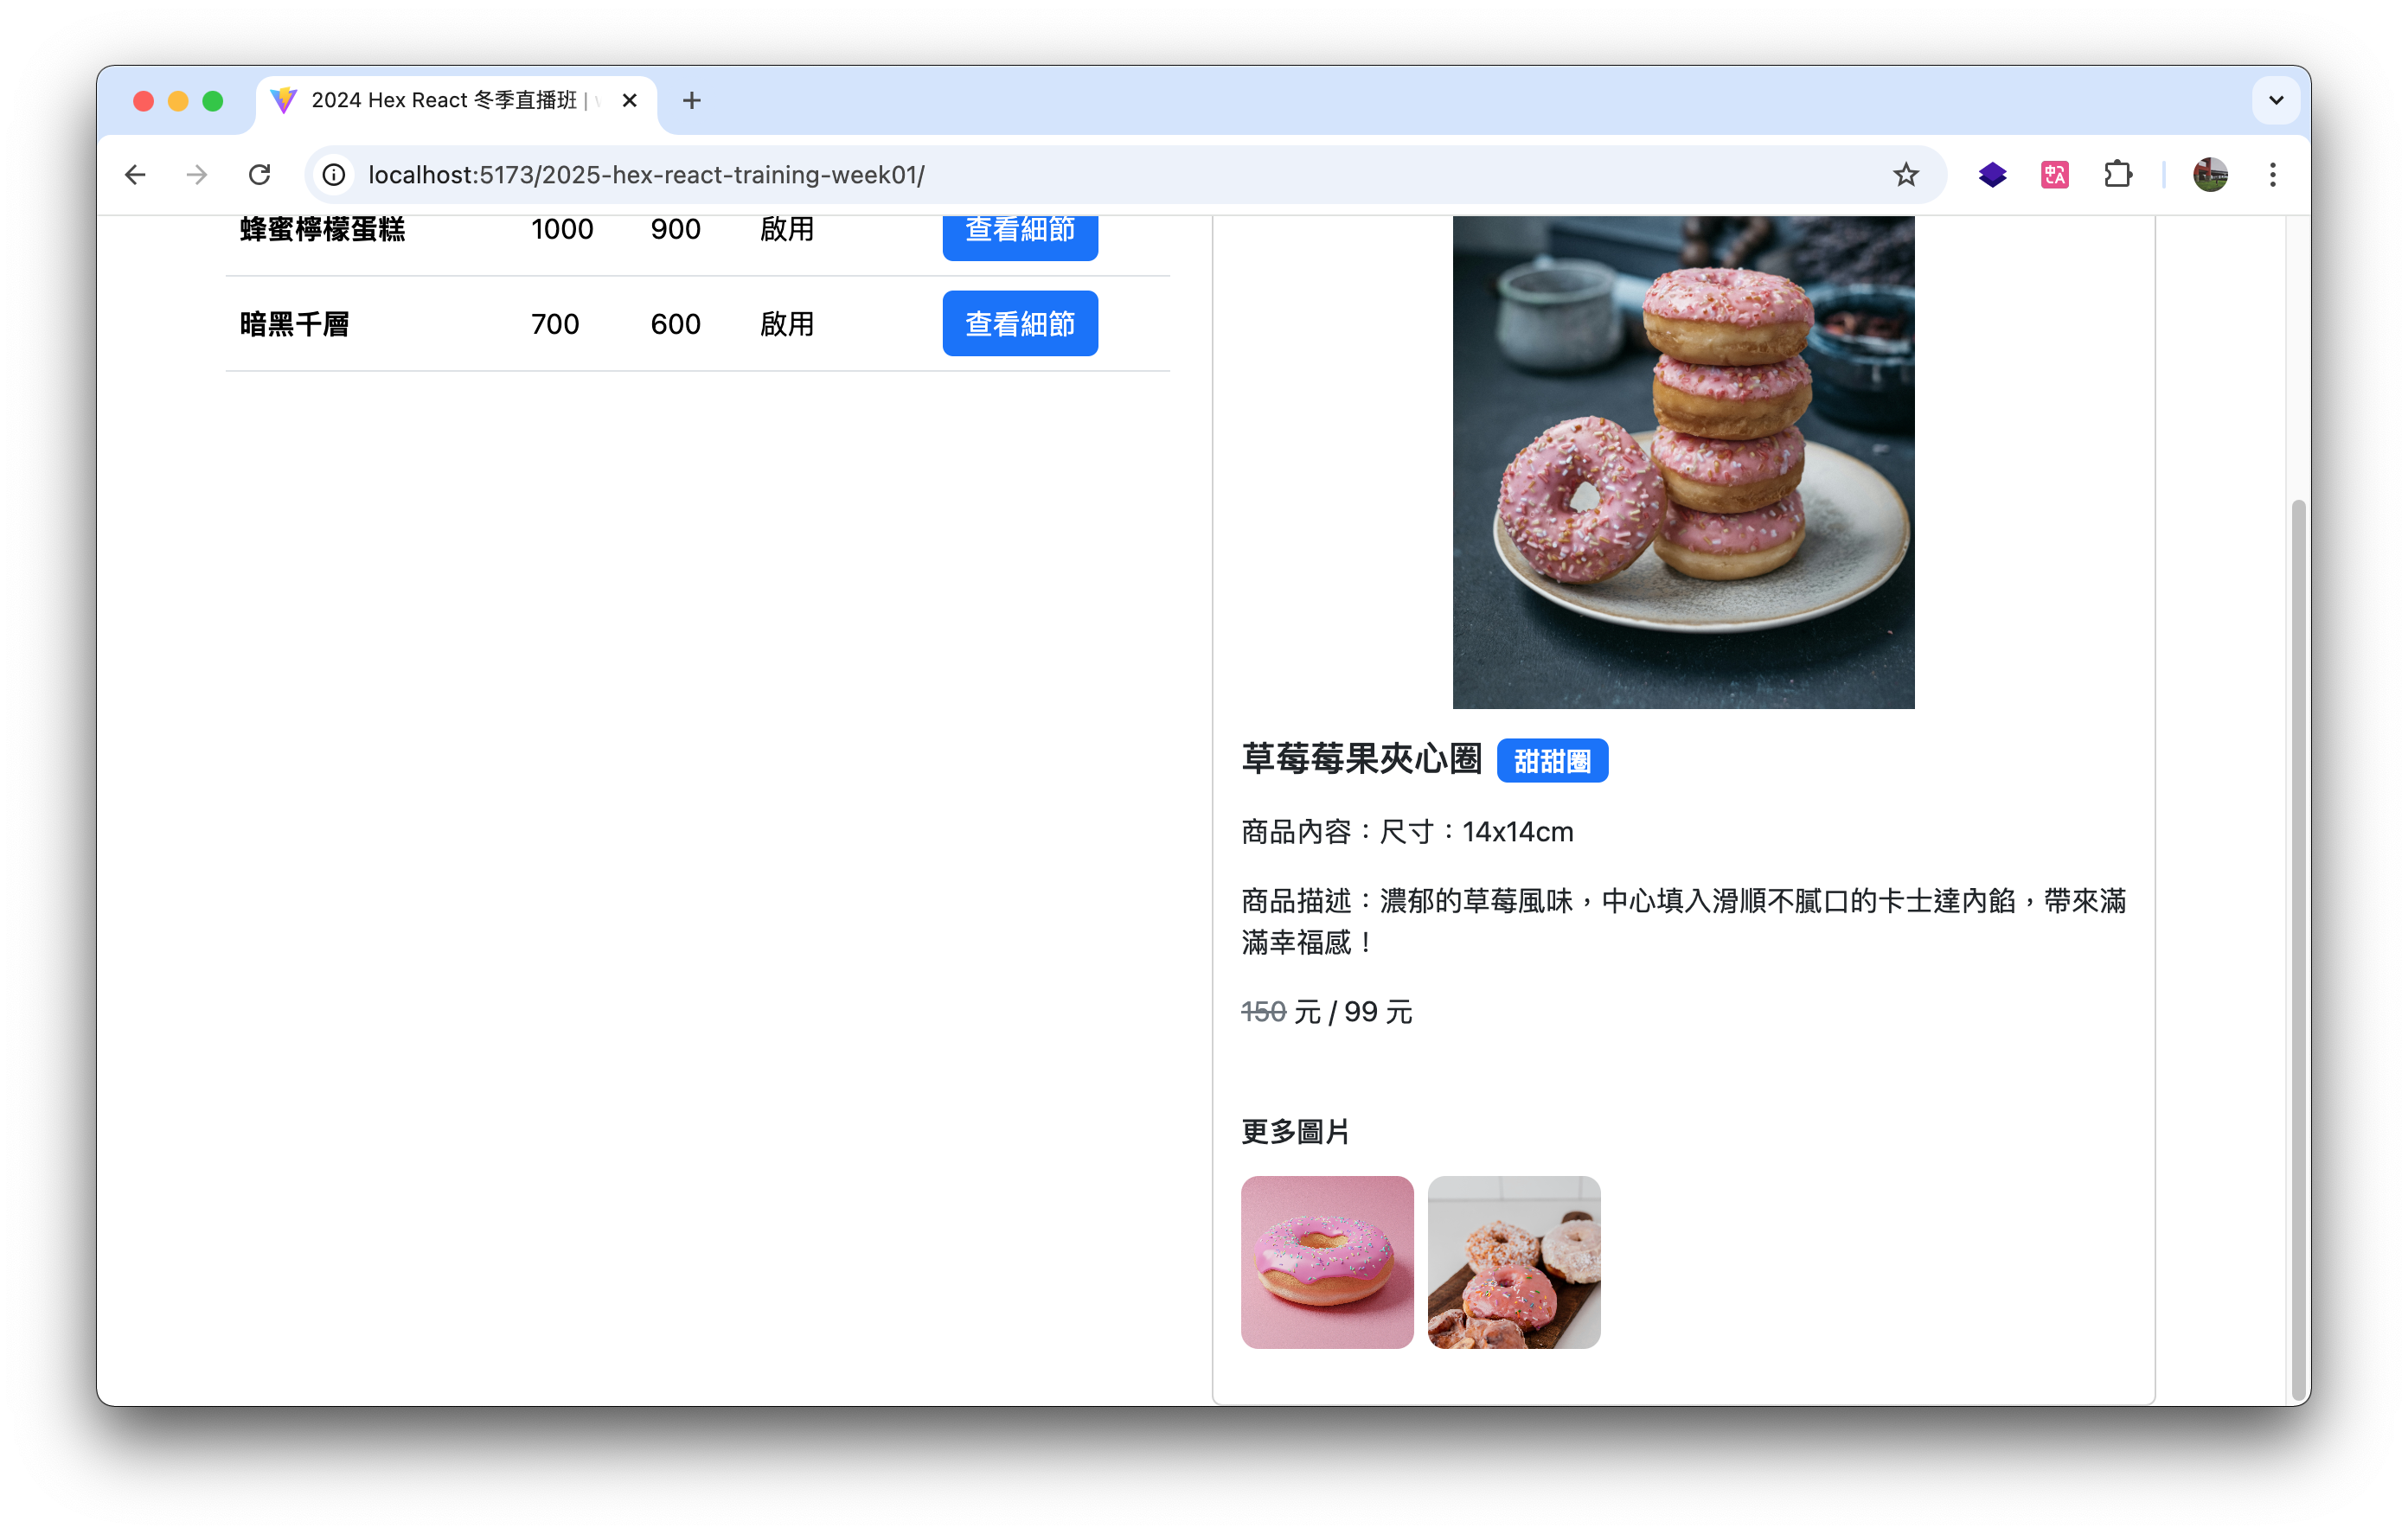 2024 Hex React 冬季直播班 |
localhost:5173/2025-hex-react-training-week01/
蜂蜜檸檬蛋糕 1000 900 啟用 查看細節
暗黑千層 700 600 啟用 查看細節
草莓莓果夾心圈 甜甜圈
商品內容：尺寸：14x14cm
商品描述：濃郁的草莓風味，中心填入滑順不膩口的卡士達內餡，帶來滿
滿幸福感！
150 元 / 99 元
更多圖片